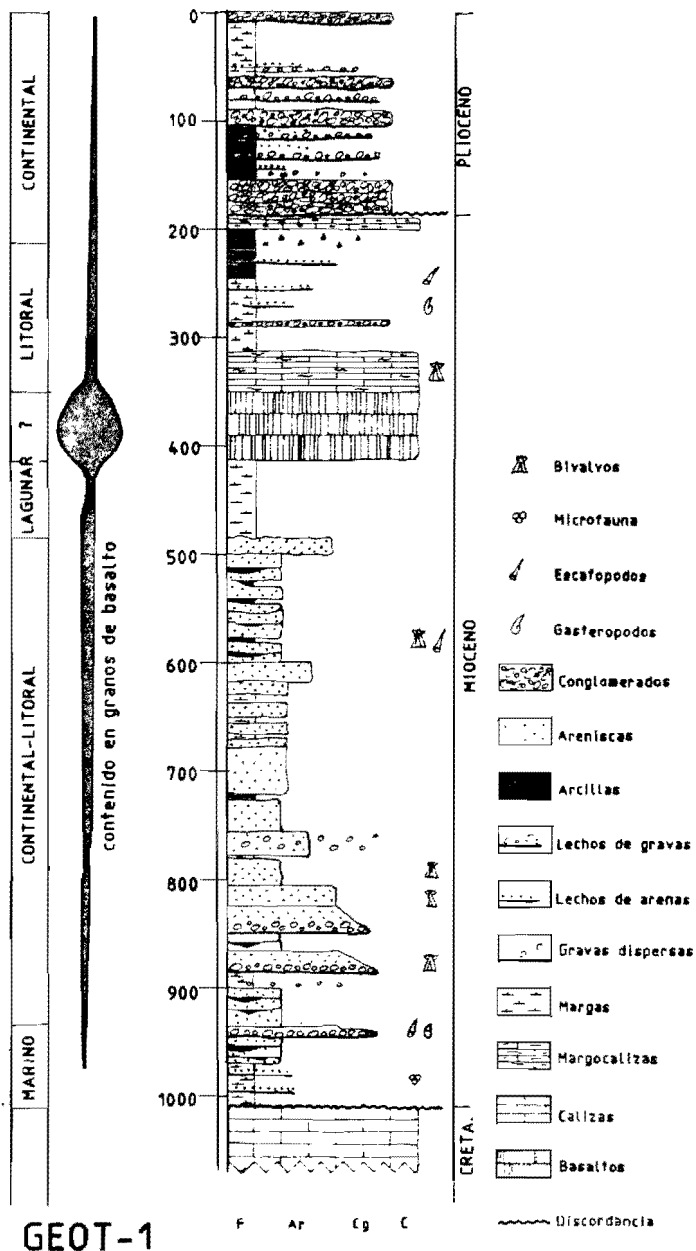 CONTINENTAL
LITORAL
?
LAGUNAR
CONTINENTAL-LITORAL
MARINO
contenido en granos de basalto
0
100
200
300
400
500
600
700
800
900
1000
PLIOCENO
MIOCENO
CRETA.
Bivalvos
Microfauna
Escafopodos
Gasteropodos
Conglomerados
Areniscas
Arcillas
Lechos de gravas
Lechos de arenas
Gravas dispersas
Margas
Margocalizas
Calizas
Basaltos
Discordancia
F Ar Cg C
GEOT-1